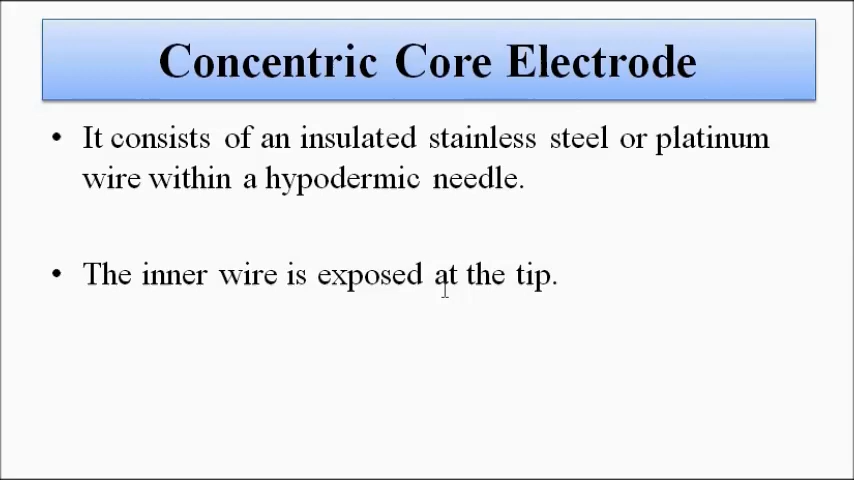 Concentric Core Electrode
• It consists of an insulated stainless steel or platinum
wire within a hypodermic needle.
• The inner wire is exposed at the tip.